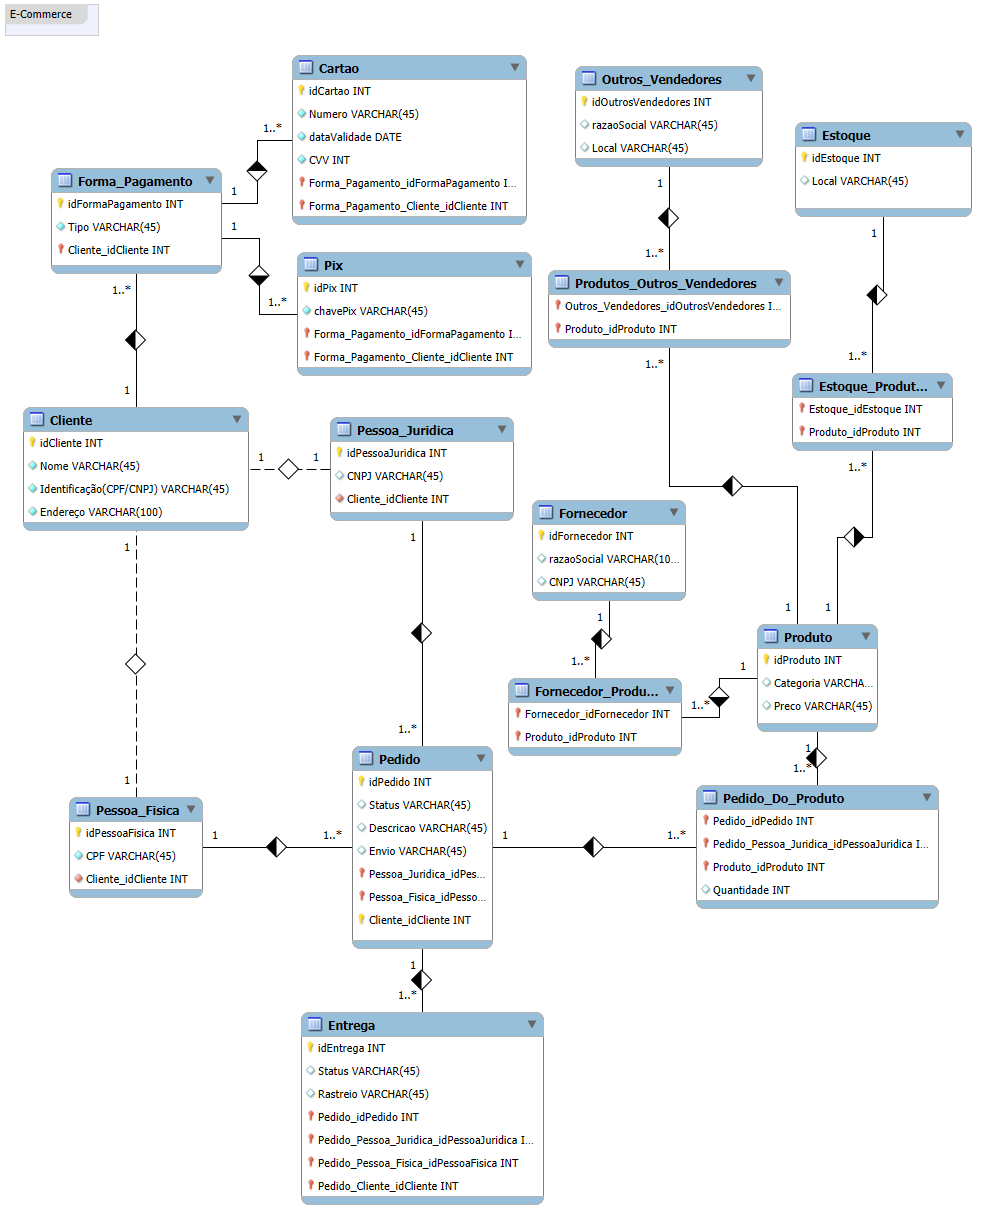 E-Commerce
Cartao
idCartao INT
Numero VARCHAR(45)
dataValidade DATE
CVV INT
Forma_Pagamento_idFormaPagamento I...
Forma_Pagamento_Cliente_idCliente INT
Outros_Vendedores
idOutrosVendedores INT
razaoSocial VARCHAR(45)
Local VARCHAR(45)
Estoque
idEstoque INT
Local VARCHAR(45)
Forma_Pagamento
idFormaPagamento INT
Tipo VARCHAR(45)
Cliente_idCliente INT
1
1..*
1
1..*
Pix
idPix INT
chavePix VARCHAR(45)
Forma_Pagamento_idFormaPagamento I...
Forma_Pagamento_Cliente_idCliente INT
1
1..*
Produtos_Outros_Vendedores
Outros_Vendedores_idOutrosVendedores I...
Produto_idProduto INT
1
1..*
1..*
1
Estoque_Produt...
Estoque_idEstoque INT
Produto_idProduto INT
1..*
1
1..*
1
Cliente
idCliente INT
Nome VARCHAR(45)
Identificação(CPF/CNPJ) VARCHAR(45)
Endereço VARCHAR(100)
1
1
Pessoa_Juridica
idPessoaJuridica INT
CNPJ VARCHAR(45)
Cliente_idCliente INT
1
1..*
1
1
Fornecedor
idFornecedor INT
razaoSocial VARCHAR(10...
CNPJ VARCHAR(45)
1
1..*
Fornecedor_Produ...
Fornecedor_idFornecedor INT
Produto_idProduto INT
1
1..*
Produto
idProduto INT
Categoria VARCHA...
Preco VARCHAR(45)
1
1..*
Pessoa_Fisica
idPessoaFisica INT
CPF VARCHAR(45)
Cliente_idCliente INT
1
1..*
Pedido
idPedido INT
Status VARCHAR(45)
Descricao VARCHAR(45)
Envio VARCHAR(45)
Pessoa_Juridica_idPes...
Pessoa_Fisica_idPesso...
Cliente_idCliente INT
1
1..*
Pedido_Do_Produto
Pedido_idPedido INT
Pedido_Pessoa_Juridica_idPessoaJuridica I...
Produto_idProduto INT
Quantidade INT
1
1..*
Entrega
idEntrega INT
Status VARCHAR(45)
Rastreio VARCHAR(45)
Pedido_idPedido INT
Pedido_Pessoa_Juridica_idPessoaJuridica I...
Pedido_Pessoa_Fisica_idPessoaFisica INT
Pedido_Cliente_idCliente INT